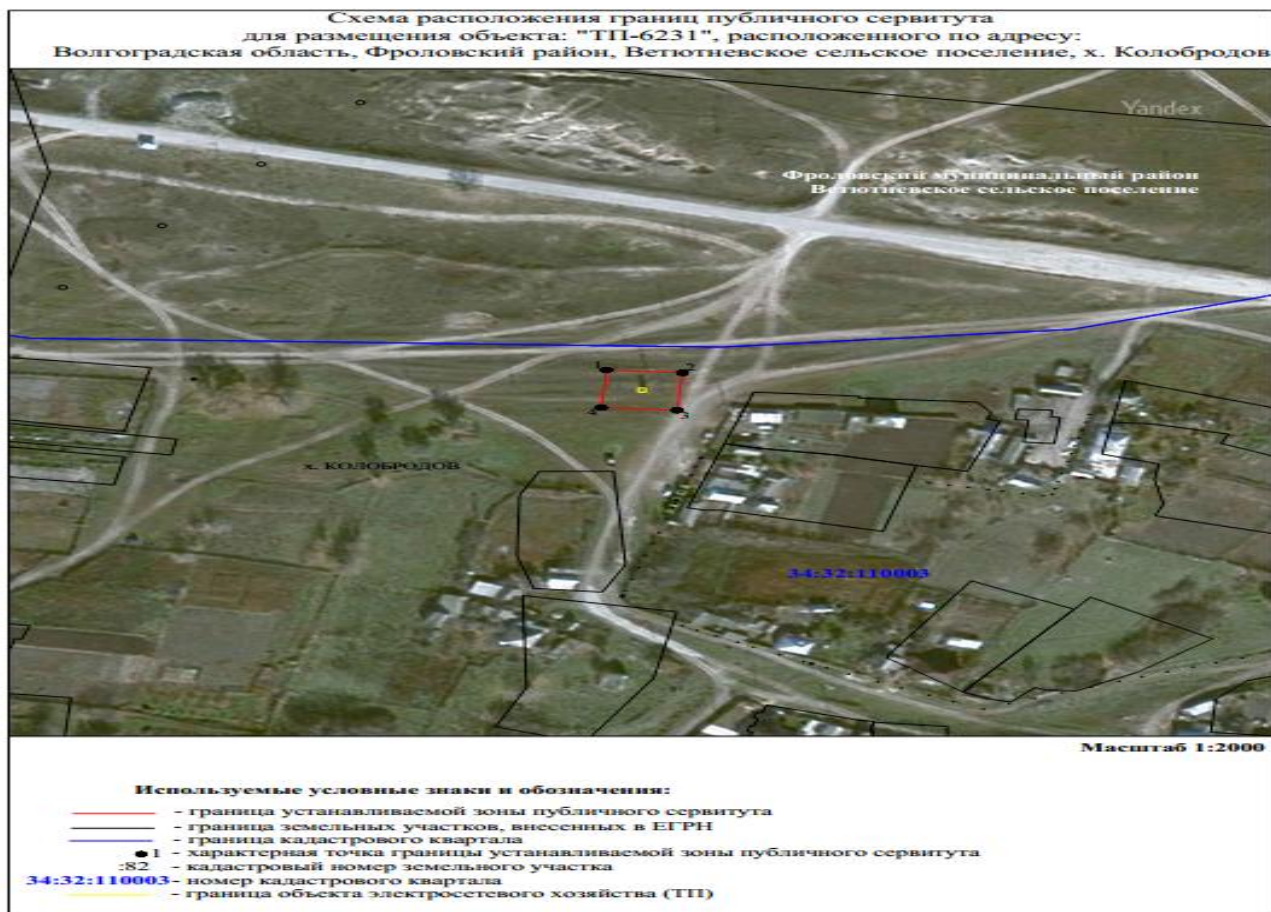 Схема расположения границ публичного сервитута
для размещения объекта: "ТП-6231", расположенного по адресу:
Волгоградская область, Фроловский район, Ветютневское сельское поселение, х. Колобродов
Yandex
Фроловский муниципальный район
Ветютневское сельское поселение
1
2
4
3
х. КОЛОБРОДОВ
34:32:110003
Масштаб 1:2000
Используемые условные знаки и обозначения:
- граница устанавливаемой зоны публичного сервитута
- граница земельных участков, внесенных в ЕГРН
- граница кадастрового квартала
1 - характерная точка границы устанавливаемой зоны публичного сервитута
:82 - кадастровый номер земельного участка
34:32:110003 - номер кадастрового квартала
- граница объекта электросетевого хозяйства (ТП)